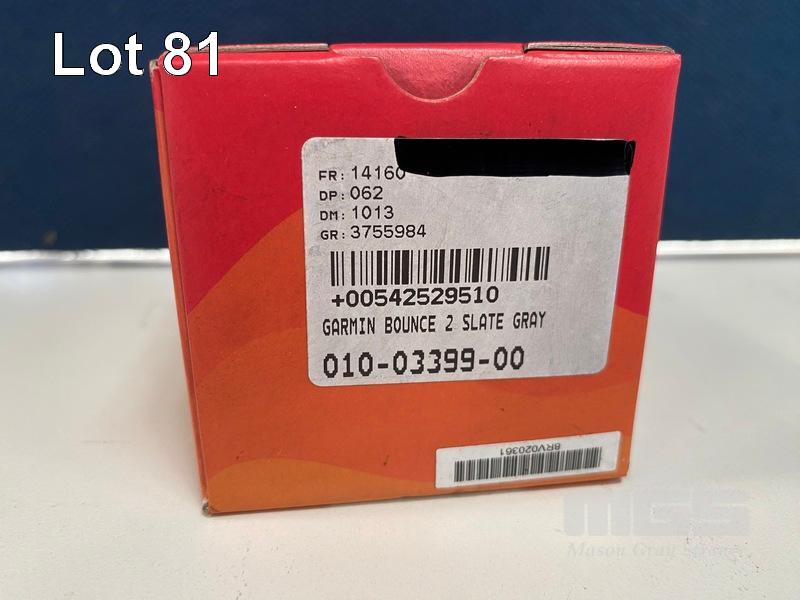 Lot 81
FR: 14160
DP: 062
DM: 1013
GR: 3755984
+00542529510
GARMIN BOUNCE 2 SLATE GRAY
010-03399-00
8RV020361
MGS
Mason Gray Strange